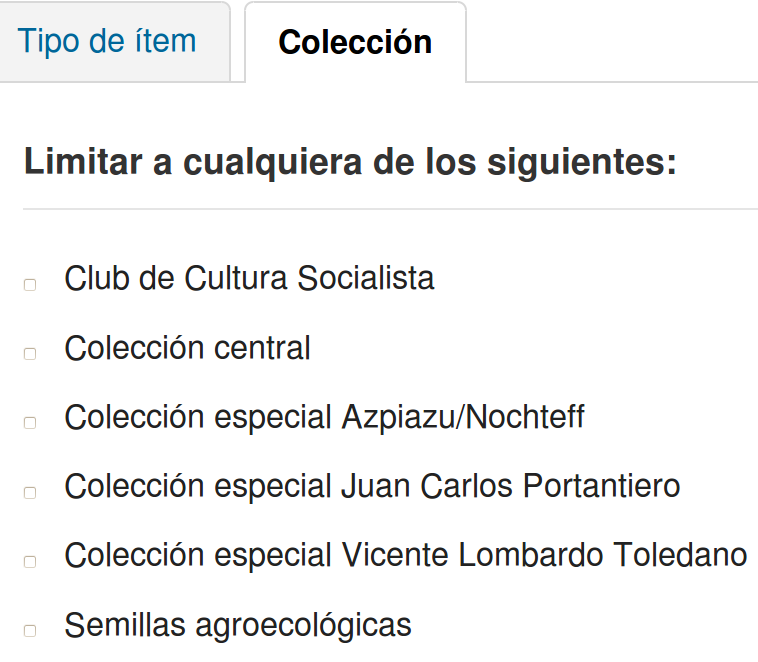 Tipo de ítem
Colección
Limitar a cualquiera de los siguientes:
Club de Cultura Socialista
Colección central
Colección especial Azpiazu/Nochteff
Colección especial Juan Carlos Portantiero
Colección especial Vicente Lombardo Toledano
Semillas agroecológicas